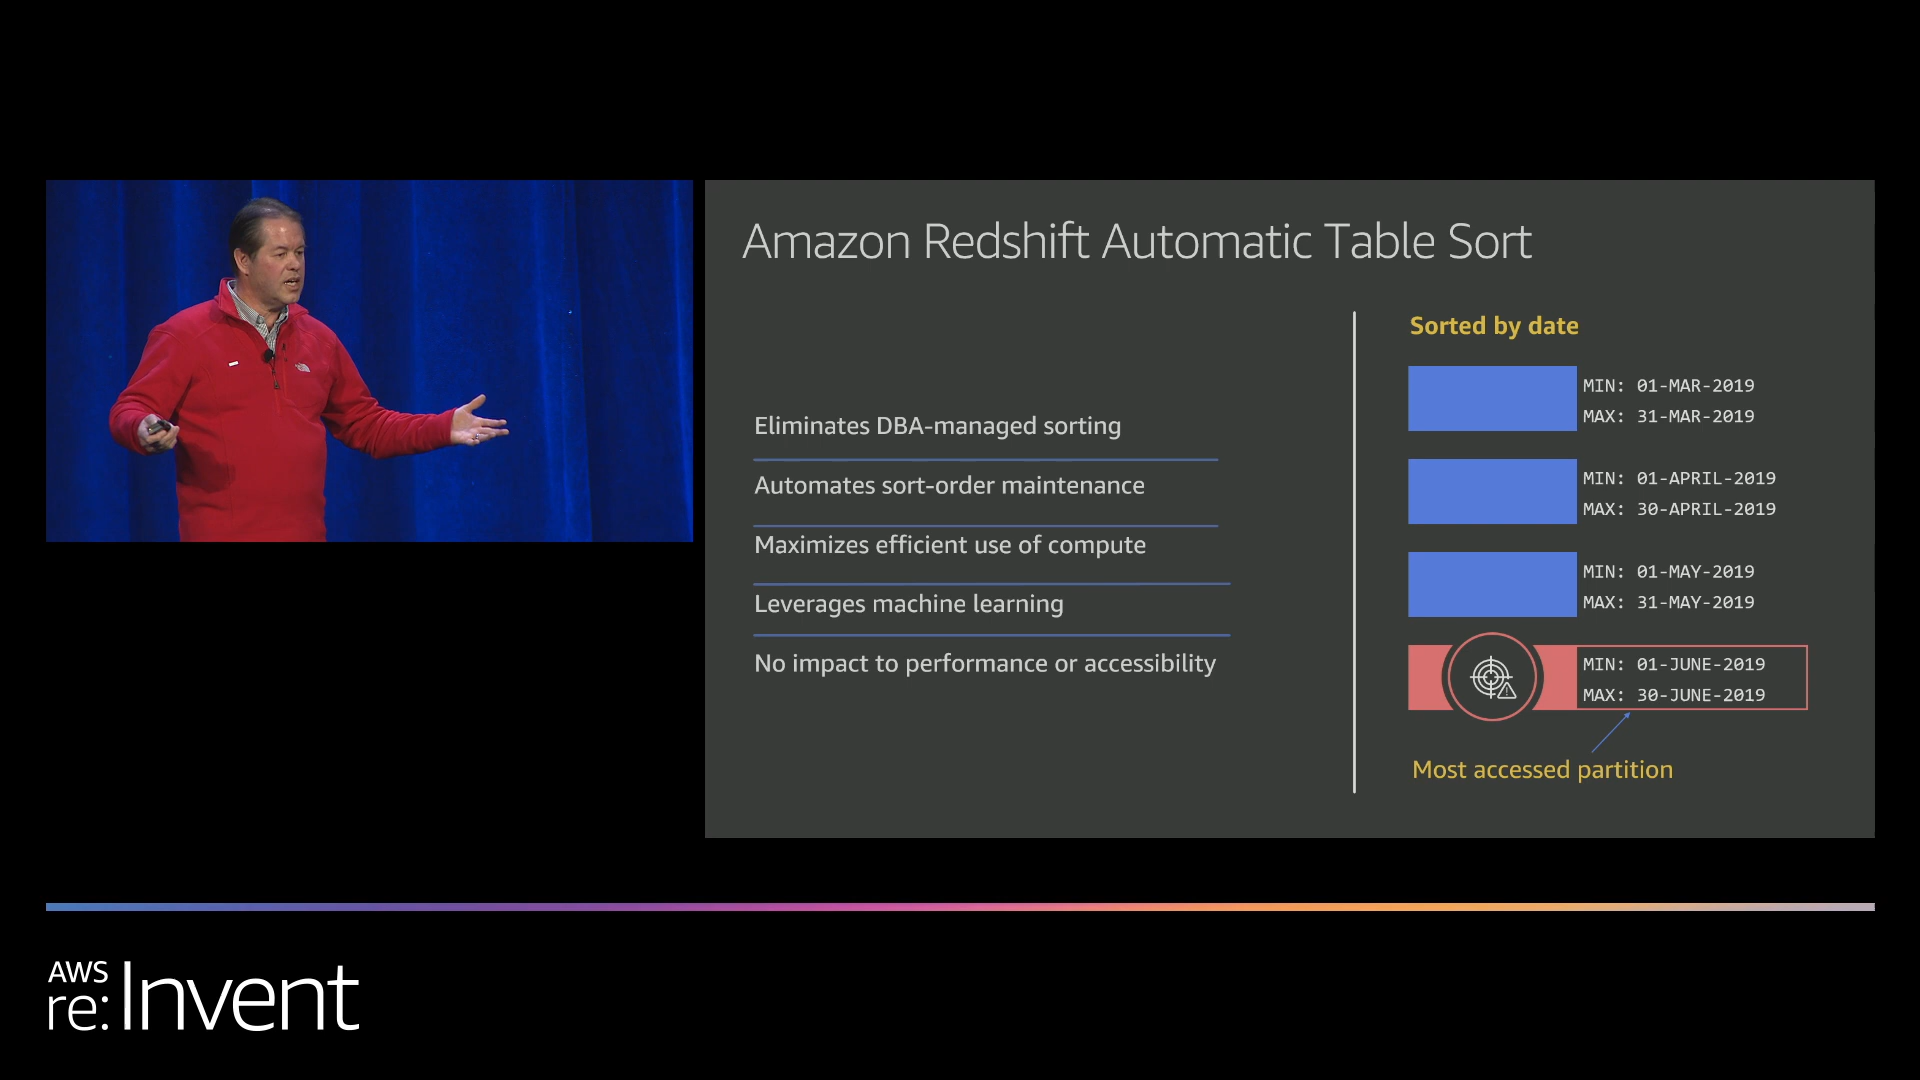 Amazon Redshift Automatic Table Sort
Eliminates DBA-managed sorting
Automates sort-order maintenance
Maximizes efficient use of compute
Leverages machine learning
No impact to performance or accessibility
Sorted by date
MIN: 01-MAR-2019
MAX: 31-MAR-2019
MIN: 01-APRIL-2019
MAX: 30-APRIL-2019
MIN: 01-MAY-2019
MAX: 31-MAY-2019
MIN: 01-JUNE-2019
MAX: 30-JUNE-2019
Most accessed partition
AWS
re:Invent